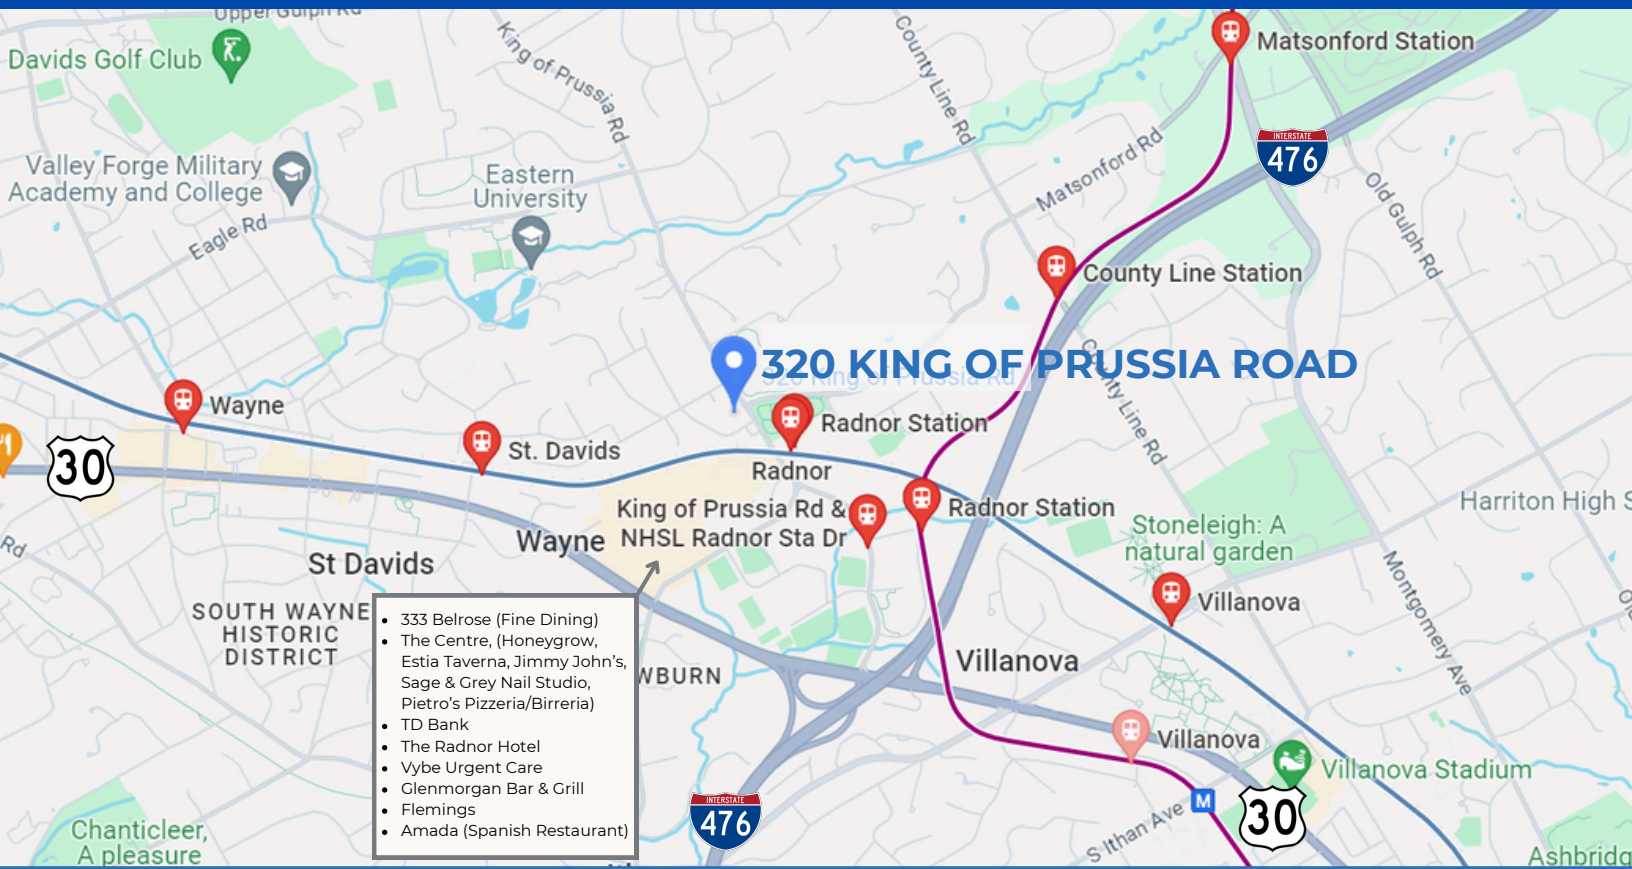 Upper Gulph Rd
Davids Golf Club
King of Prussia Rd
County Line Rd
Matsonford Station
INTERSTATE
476
Valley Forge Military
Academy and College
Eastern
University
Matsonford Rd
Old Gulph Rd
Eagle Rd
County Line Station
320 KING OF PRUSSIA ROAD
320 King of Prussia Rd
County Line Rd
Wayne
Radnor Station
30
St. Davids
Radnor
King of Prussia Rd &
NHSL Radnor Sta Dr
Radnor Station
Harriton High S
Stoneleigh: A
natural garden
Wayne
Rd
St Davids
Montgomery Ave
Villanova
SOUTH WAYNE
HISTORIC
DISTRICT
333 Belrose (Fine Dining)
The Centre, (Honeygrow,
Estia Taverna, Jimmy John's,
Sage & Grey Nail Studio,
Pietro's Pizzeria/Birreria)
TD Bank
The Radnor Hotel
Vybe Urgent Care
Glenmorgan Bar & Grill
Flemings
Amada (Spanish Restaurant)
WBURN
Villanova
Villanova
Villanova Stadium
M
S Ithan Ave
INTERSTATE
476
30
Chanticleer,
A pleasure
Ashbridg